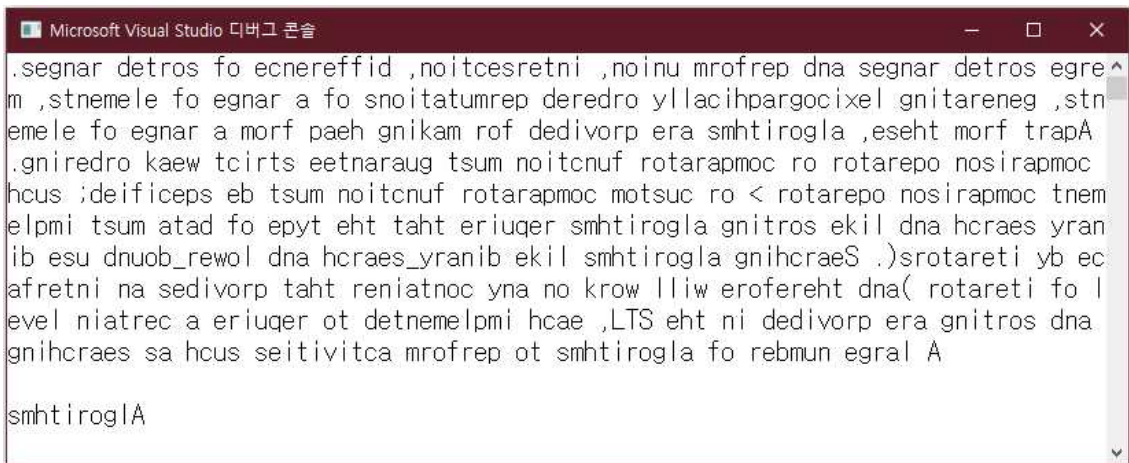 Microsoft Visual Studio 디버그 콘솔
.segnar detros fo ecnereffid ,noitcesretni ,noinu mrofrep dna segnar detros egre
m ,stnemele fo egnar a fo snoitatumrep deredro yllacihpargocixel gnitareneg ,stn
emele fo egnar a morf paeh gnikam rof dedivorp era smhtirogla ,eseht morf trapA
.gniredro kaew tcirts eetnaraug tsum noitcnuf rotarapmoc ro rotarepo nosirapmoc
hcus ;deificeps eb tsum noitcnuf rotarapmoc motsuc ro < rotarepo nosirapmoc tnem
elpmi tsum atad fo epyt eht taht eriuqer smhtirogla gnitros ekil dna hcraes yran
ib esu dnuob_rewol dna hcraes_yranib ekil smhtirogla gnihcraeS .)srotareti yb ec
afretni na sedivorp taht reniatnoc yna no krow lliw erofereht dna( rotareti fo l
evel niatrec a eriuqer ot detnemelpmi hcae ,LTS eht ni dedivorp era gnitros dna
gnihcraes sa hcus seitivitca mrofrep ot smhtirogla fo rebmun egral A
smhtiroglA